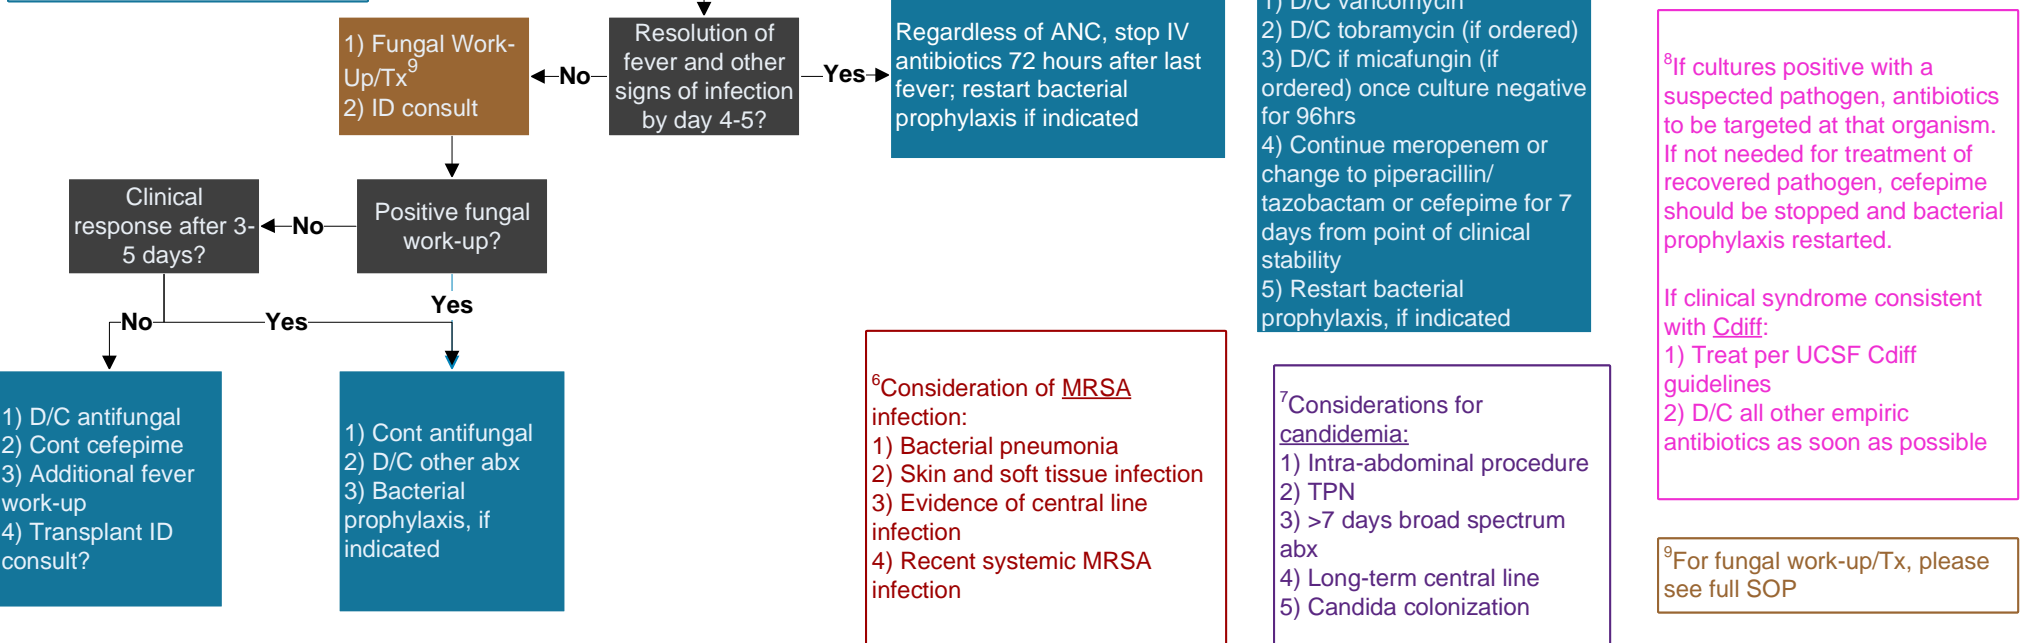 1) Fungal Work-
Up/Tx9
2) ID consult
No
Resolution of
fever and other
signs of infection
by day 4-5?
Yes
Regardless of ANC, stop IV
antibiotics 72 hours after last
fever; restart bacterial
prophylaxis if indicated
Clinical
response after 3-
5 days?
No
Positive fungal
work-up?
No
Yes
Yes
1) D/C antifungal
2) Cont cefepime
3) Additional fever
work-up
4) Transplant ID
consult?
1) Cont antifungal
2) D/C other abx
3) Bacterial
prophylaxis, if
indicated
1) D/C vancomycin
2) D/C tobramycin (if ordered)
3) D/C if micafungin (if
ordered) once culture negative
for 96hrs
4) Continue meropenem or
change to piperacillin/
tazobactam or cefepime for 7
days from point of clinical
stability
5) Restart bacterial
prophylaxis, if indicated
6Consideration of MRSA
infection:
1) Bacterial pneumonia
2) Skin and soft tissue infection
3) Evidence of central line
infection
4) Recent systemic MRSA
infection
7Considerations for
candidemia:
1) Intra-abdominal procedure
2) TPN
3) >7 days broad spectrum
abx
4) Long-term central line
5) Candida colonization
8If cultures positive with a
suspected pathogen, antibiotics
to be targeted at that organism.
If not needed for treatment of
recovered pathogen, cefepime
should be stopped and bacterial
prophylaxis restarted.
If clinical syndrome consistent
with Cdiff:
1) Treat per UCSF Cdiff
guidelines
2) D/C all other empiric
antibiotics as soon as possible
9For fungal work-up/Tx, please
see full SOP